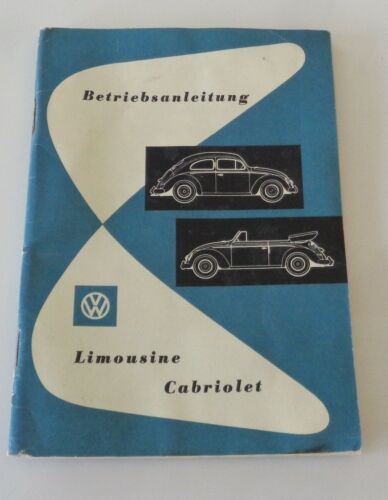 Betriebsanleitung
VW
Limousine
Cabriolet